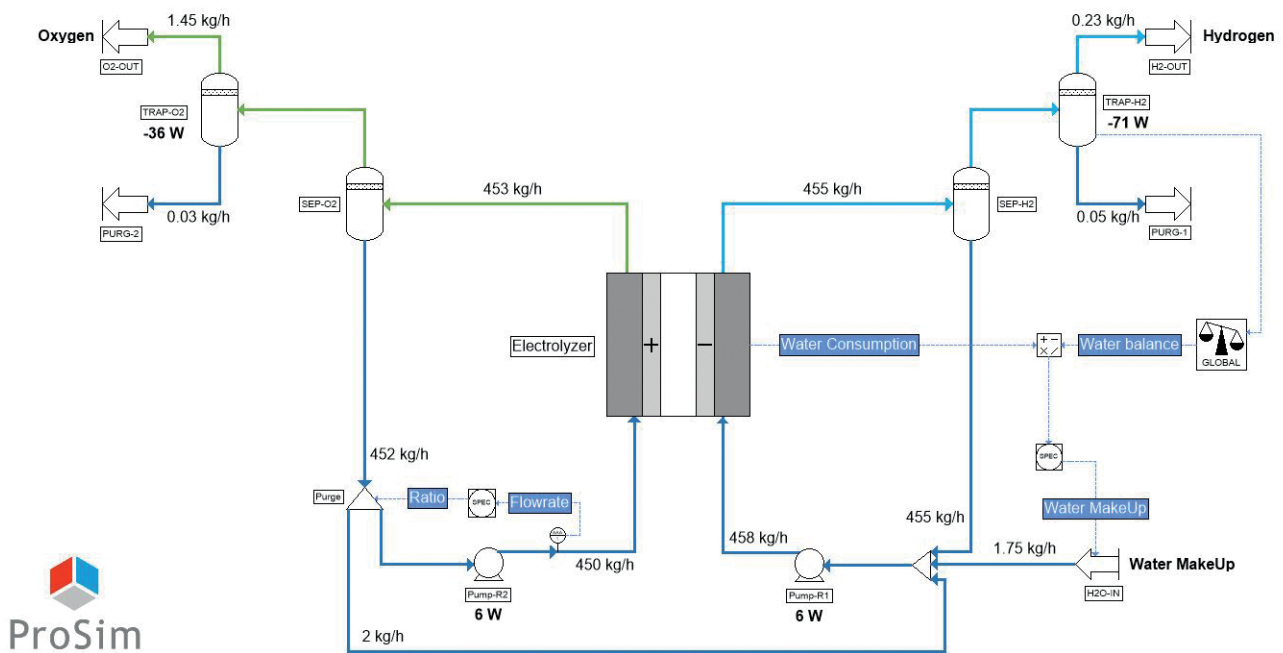 1.45 kg/h
0.23 kg/h
Oxygen
Hydrogen
O2-OUT
H2-OUT
TRAP-O2
-36 W
TRAP-H2
-71 W
453 kg/h
455 kg/h
SEP-O2
SEP-H2
0.03 kg/h
0.05 kg/h
PURG-2
PURG-1
Electrolyzer
+
−
Water Consumption
+ −
× ⁄
Water balance
GLOBAL
452 kg/h
SPEC
Purge
Ratio
SPEC
Flowrate
Water MakeUp
455 kg/h
458 kg/h
1.75 kg/h
450 kg/h
Water MakeUp
Pump-R2
6 W
Pump-R1
6 W
H2O-IN
2 kg/h
ProSim